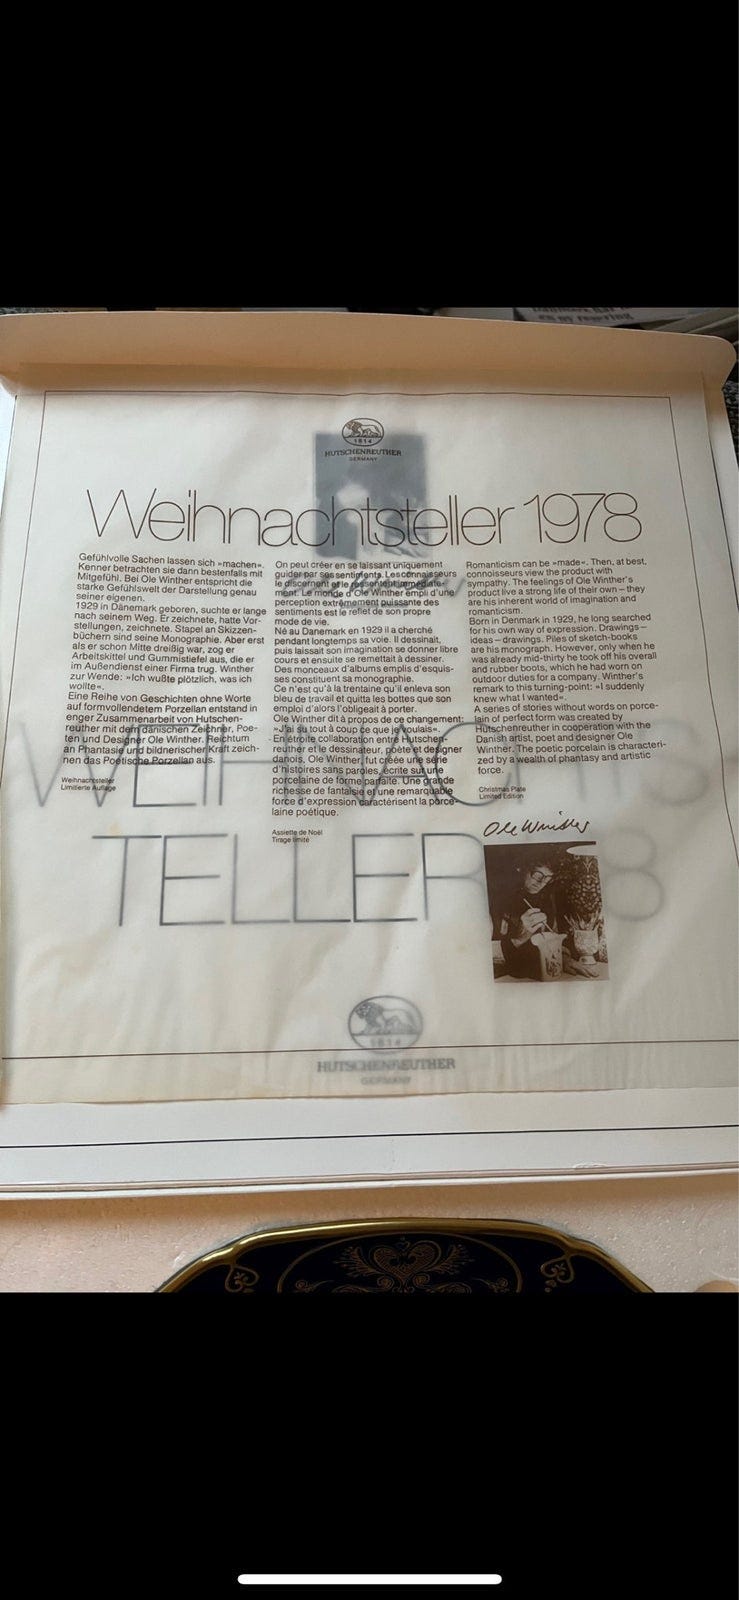 1814
HUTSCHENREUTHER
GERMANY
Weihnachtsteller 1978
Gefühlvolle Sachen lassen sich »machen«.
Kenner betrachten sie dann bestenfalls mit
Mitgefühl. Bei Ole Winther entspricht die
starke Gefühlswelt der Darstellung genau
seiner eigenen.
1929 in Dänemark geboren, suchte er lange
nach seinem Weg. Er zeichnete, hatte Vor-
stellungen, zeichnete. Stapel an Skizzen-
büchern sind seine Monographie. Aber erst
als er schon Mitte dreißig war, zog er
Arbeitskittel und Gummistiefel aus, die er
im Außendienst einer Firma trug. Winther
zur Wende: »Ich wußte plötzlich, was ich
wollte«.
Eine Reihe von Geschichten ohne Worte
auf formvollendetem Porzellan entstand in
enger Zusammenarbeit von Hutschen-
reuther mit dem dänischen Zeichner, Poe-
ten und Designer Ole Winther. Reichtum
an Phantasie und bildnerischer Kraft zeich-
nen das Poetische Porzellan aus.
Weihnachtsteller
Limitierte Auflage
On peut créer en se laissant uniquement
guider par ses sentiments. Les connaisseurs
le discernent et le ressentent immédiate-
ment. Le monde d'Ole Winther empli d'une
perception extrêmement puissante des
sentiments est le reflet de son propre
mode de vie.
Né au Danemark en 1929 il a cherché
pendant longtemps sa voie. Il dessinait,
puis laissait son imagination se donner libre
cours et ensuite se remettait à dessiner.
Des monceaux d'albums emplis d'esquis-
ses constituent sa monographie.
Ce n'est qu'à la trentaine qu'il enleva son
bleu de travail et quitta les bottes que son
emploi d'alors l'obligeait à porter.
Ole Winther dit à propos de ce changement:
»J'ai su tout à coup ce que je voulais«.
En étroite collaboration entre Hutschen-
reuther et le dessinateur, poète et designer
danois, Ole Winther, fut créée une série
d'histoires sans paroles, écrite sur une
porcelaine de forme parfaite. Une grande
richesse de fantaisie et une remarquable
force d'expression caractérisent la porce-
laine poétique.
Assiette de Noël
Tirage limité
Romanticism can be »made«. Then, at best,
connoisseurs view the product with
sympathy. The feelings of Ole Winther's
product live a strong life of their own – they
are his inherent world of imagination and
romanticism.
Born in Denmark in 1929, he long searched
for his own way of expression. Drawings –
ideas – drawings. Piles of sketch-books
are his monograph. However, only when he
was already mid-thirty he took off his overall
and rubber boots, which he had worn on
outdoor duties for a company. Winther's
remark to this turning-point: »I suddenly
knew what I wanted«.
A series of stories without words on porce-
lain of perfect form was created by
Hutschenreuther in cooperation with the
Danish artist, poet and designer Ole
Winther. The poetic porcelain is characteri-
zed by a wealth of phantasy and artistic
force.
Christmas Plate
Limited Edition
Ole Winther
WEIHNACHTS
TELLER 78
1814
HUTSCHENREUTHER
GERMANY